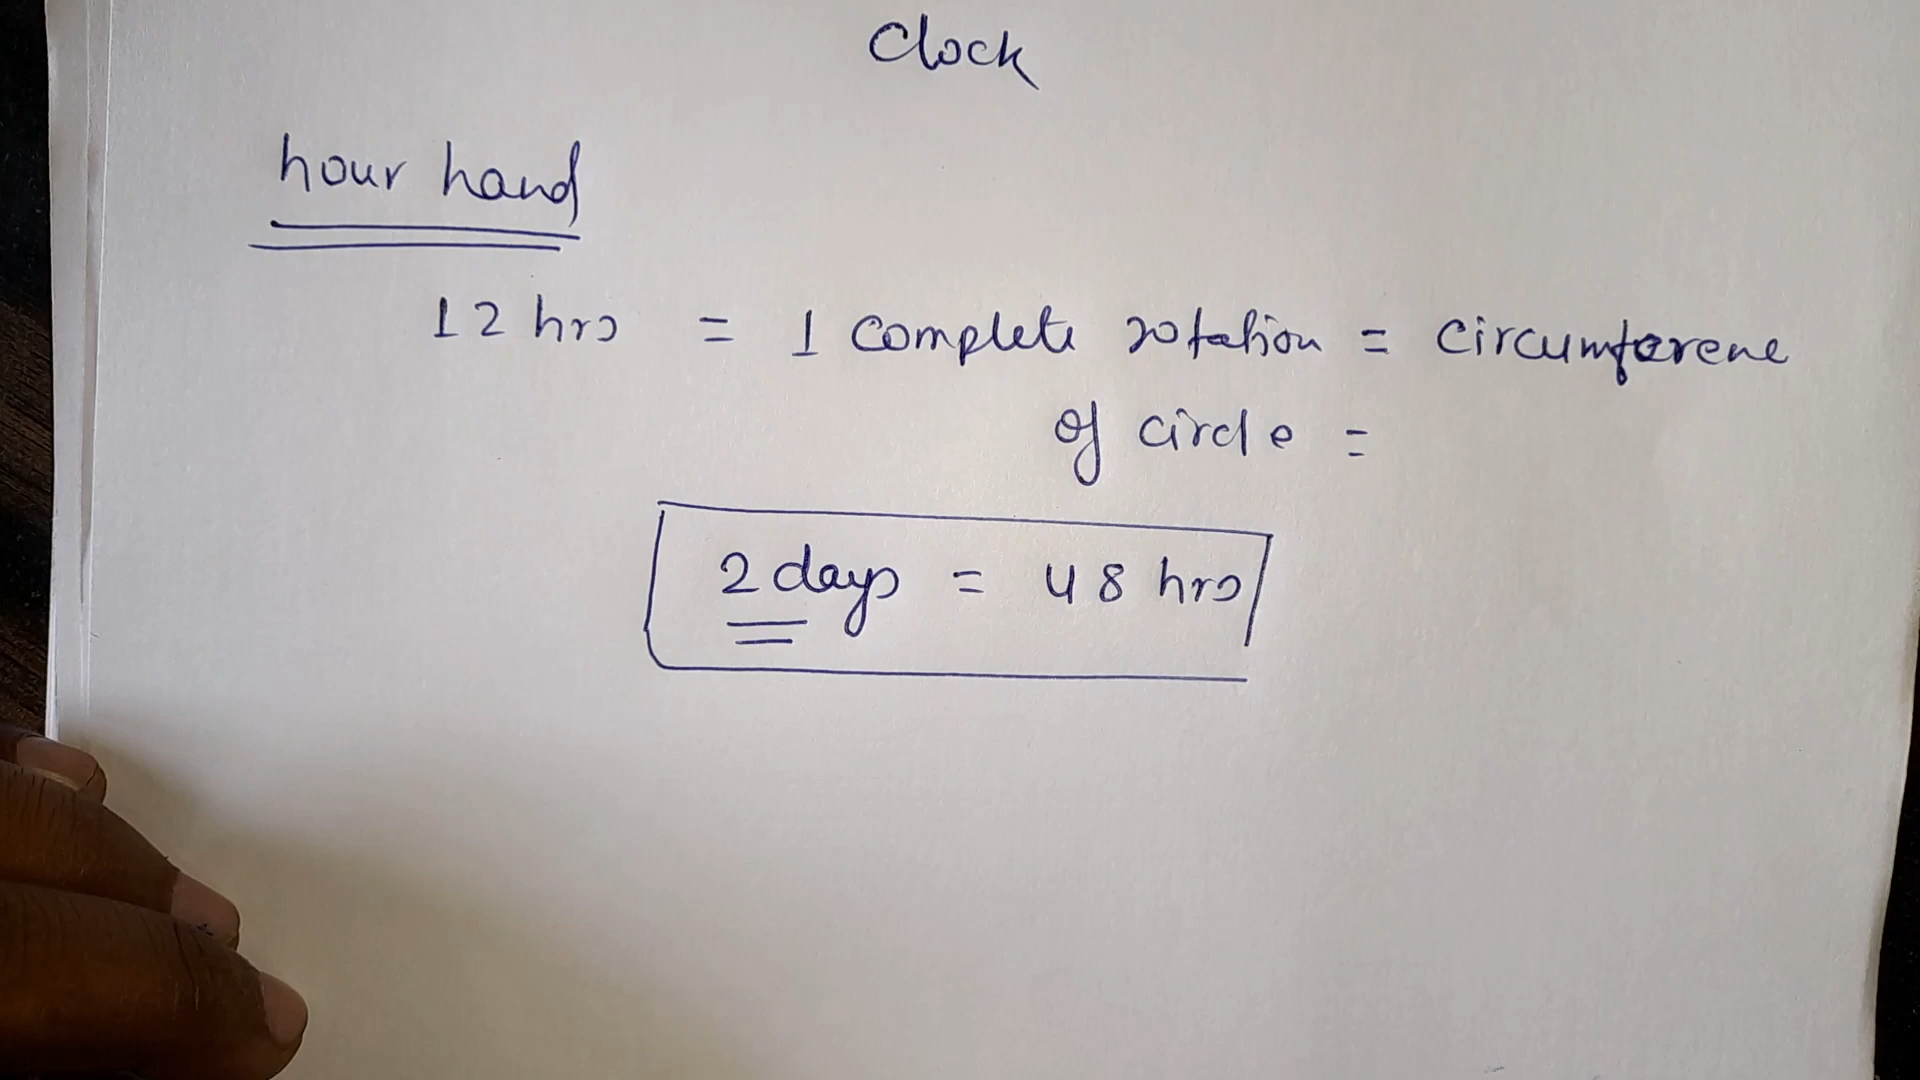 Clock
hour hand
12 hrs = 1 complete rotation = circumferene
of circle =
2 days = 48 hrs